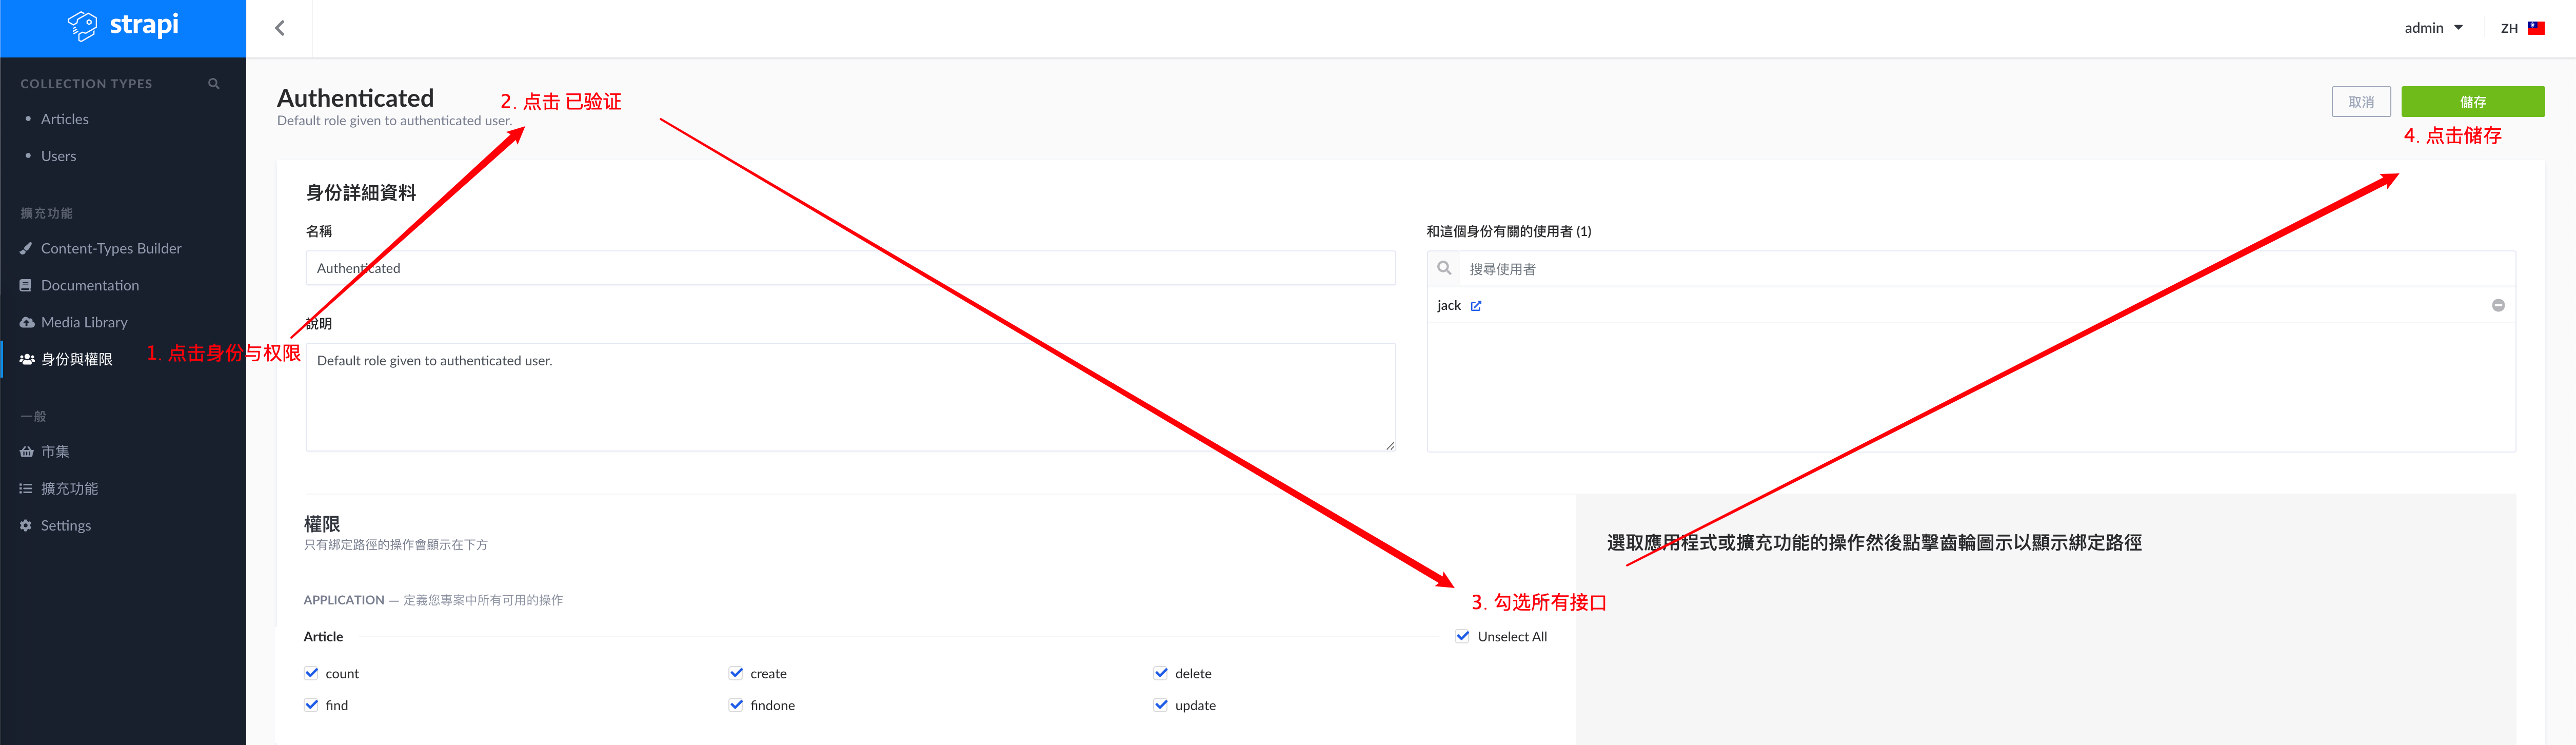 strapi
admin
ZH
COLLECTION TYPES
Articles
Users
擴充功能
Content-Types Builder
Documentation
Media Library
身份與權限
1. 点击身份与权限
一般
市集
擴充功能
Settings
Authenticated
2. 点击 已验证
Default role given to authenticated user.
取消
儲存
4. 点击储存
身份詳細資料
名稱
Authenticated
說明
Default role given to authenticated user.
和這個身份有關的使用者 (1)
搜尋使用者
jack
權限
只有綁定路徑的操作會顯示在下方
選取應用程式或擴充功能的操作然後點擊齒輪圖示以顯示綁定路徑
APPLICATION — 定義您專案中所有可用的操作
3. 勾选所有接口
Article
Unselect All
count
create
delete
find
findone
update